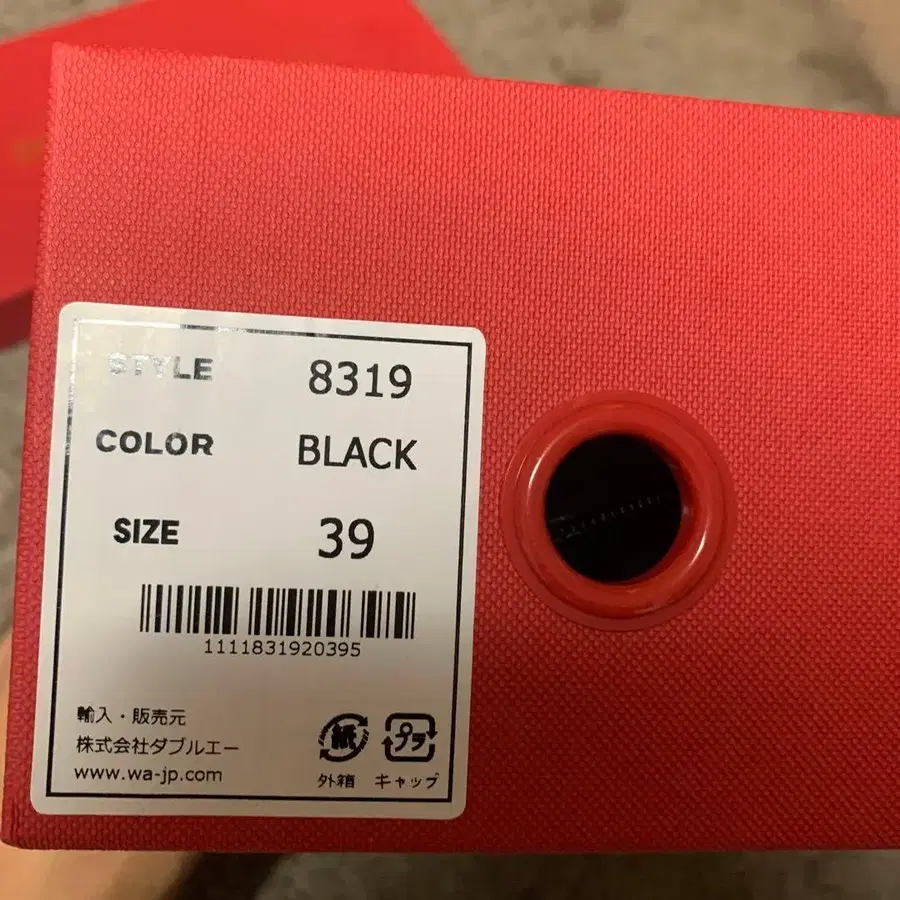 STYLE 8319
COLOR BLACK
SIZE 39
1111831920395
輸入・販売元
株式会社ダブルエー
www.wa-jp.com
紙 プラ
外箱 キャップ